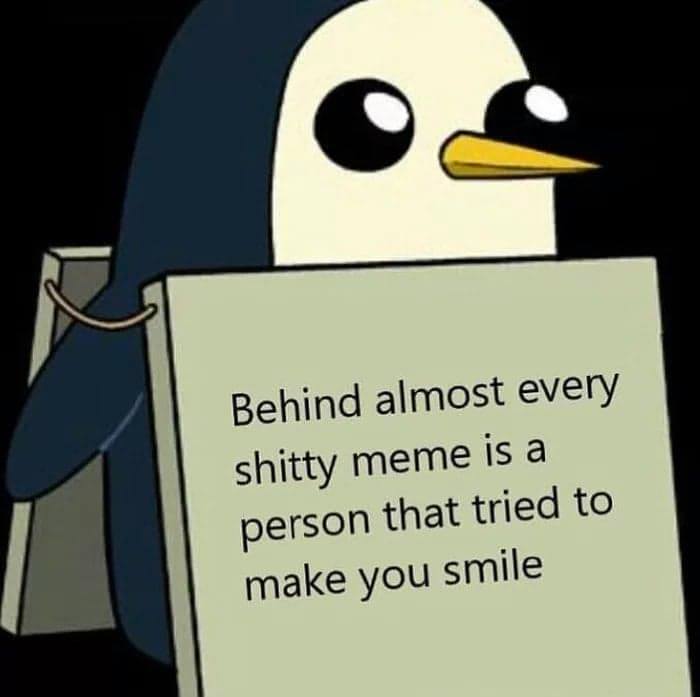 Behind almost every
shitty meme is a
person that tried to
make you smile